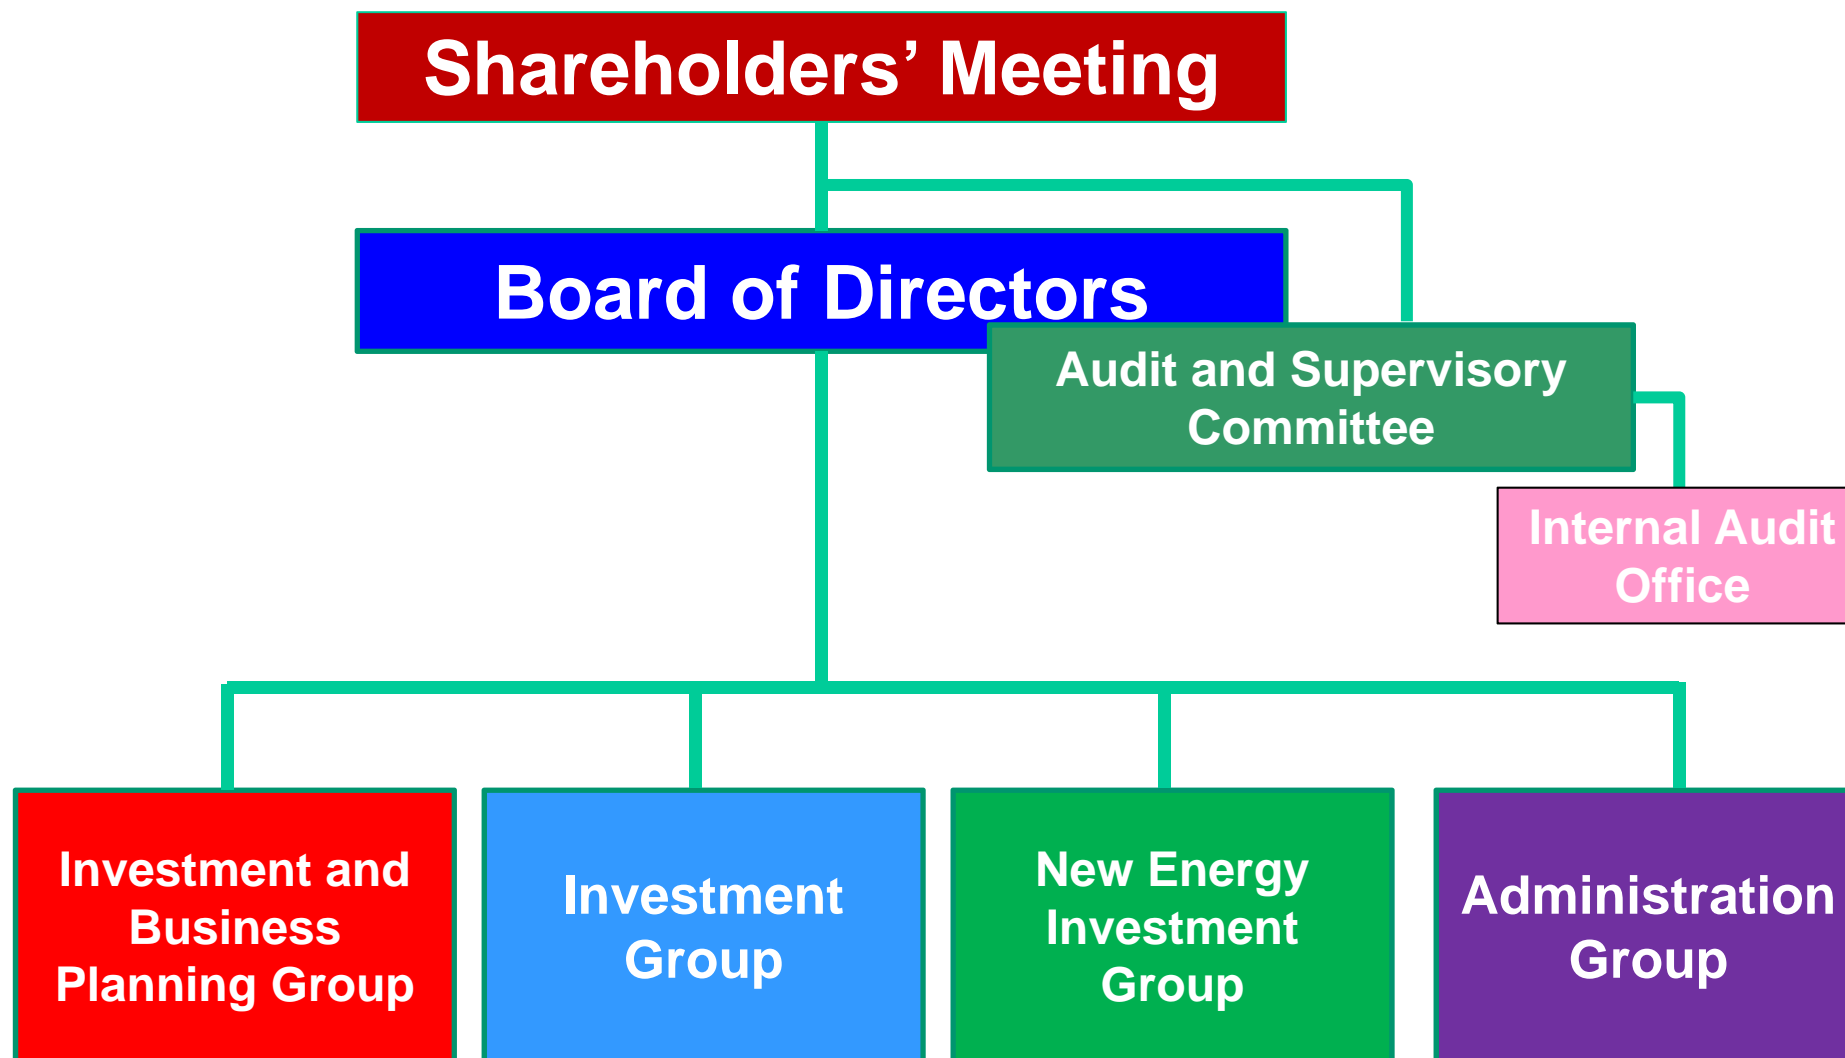 Shareholders’ Meeting
Board of Directors
Audit and Supervisory
Committee
Internal Audit
Office
Investment and
Business
Planning Group
Investment
Group
New Energy
Investment
Group
Administration
Group